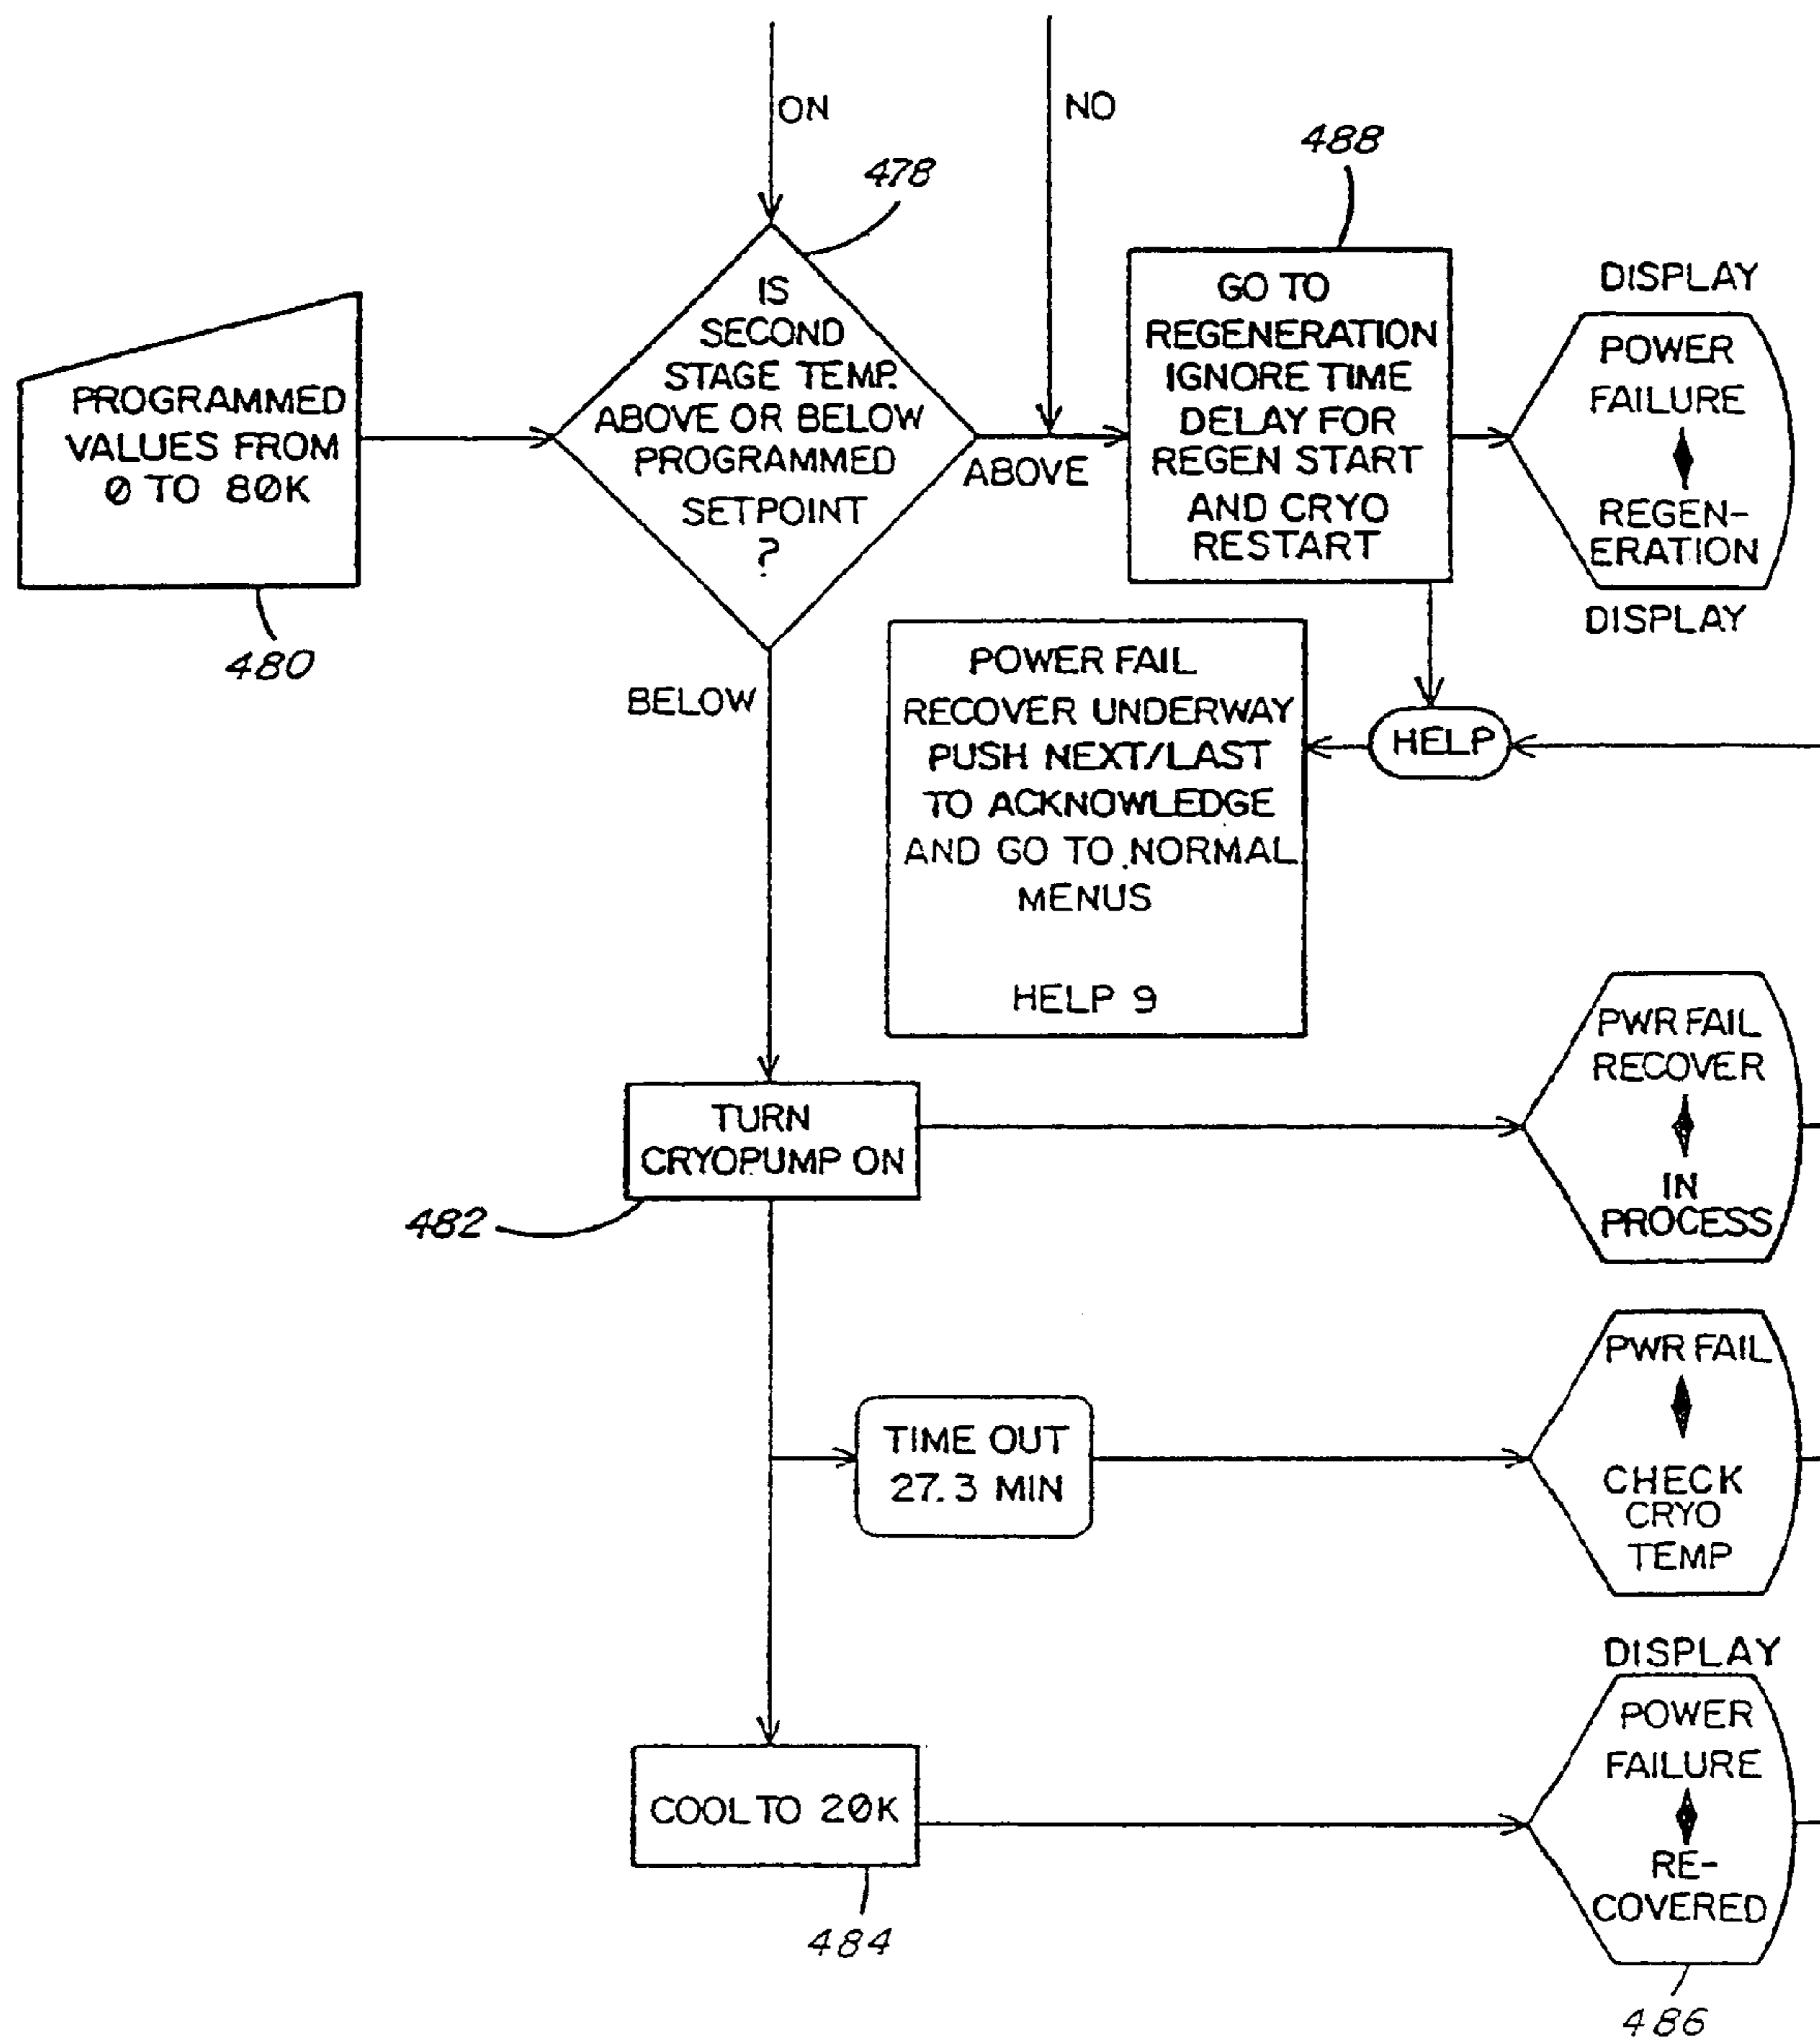 ON
NO
488
478
IS
SECOND
STAGE TEMP.
ABOVE OR BELOW
PROGRAMMED
SETPOINT
?
PROGRAMMED
VALUES FROM
0 TO 80K
480
ABOVE
GO TO
REGENERATION
IGNORE TIME
DELAY FOR
REGEN START
AND CRYO
RESTART
DISPLAY
POWER
FAILURE
REGEN-
ERATION
DISPLAY
BELOW
POWER FAIL
RECOVER UNDERWAY
PUSH NEXT/LAST
TO ACKNOWLEDGE
AND GO TO NORMAL
MENUS
HELP 9
HELP
TURN
CRYOPUMP ON
482
PWR FAIL
RECOVER
IN
PROCESS
TIME OUT
27.3 MIN
PWR FAIL
CHECK
CRYO
TEMP
COOL TO 20K
484
DISPLAY
POWER
FAILURE
RE-
COVERED
486